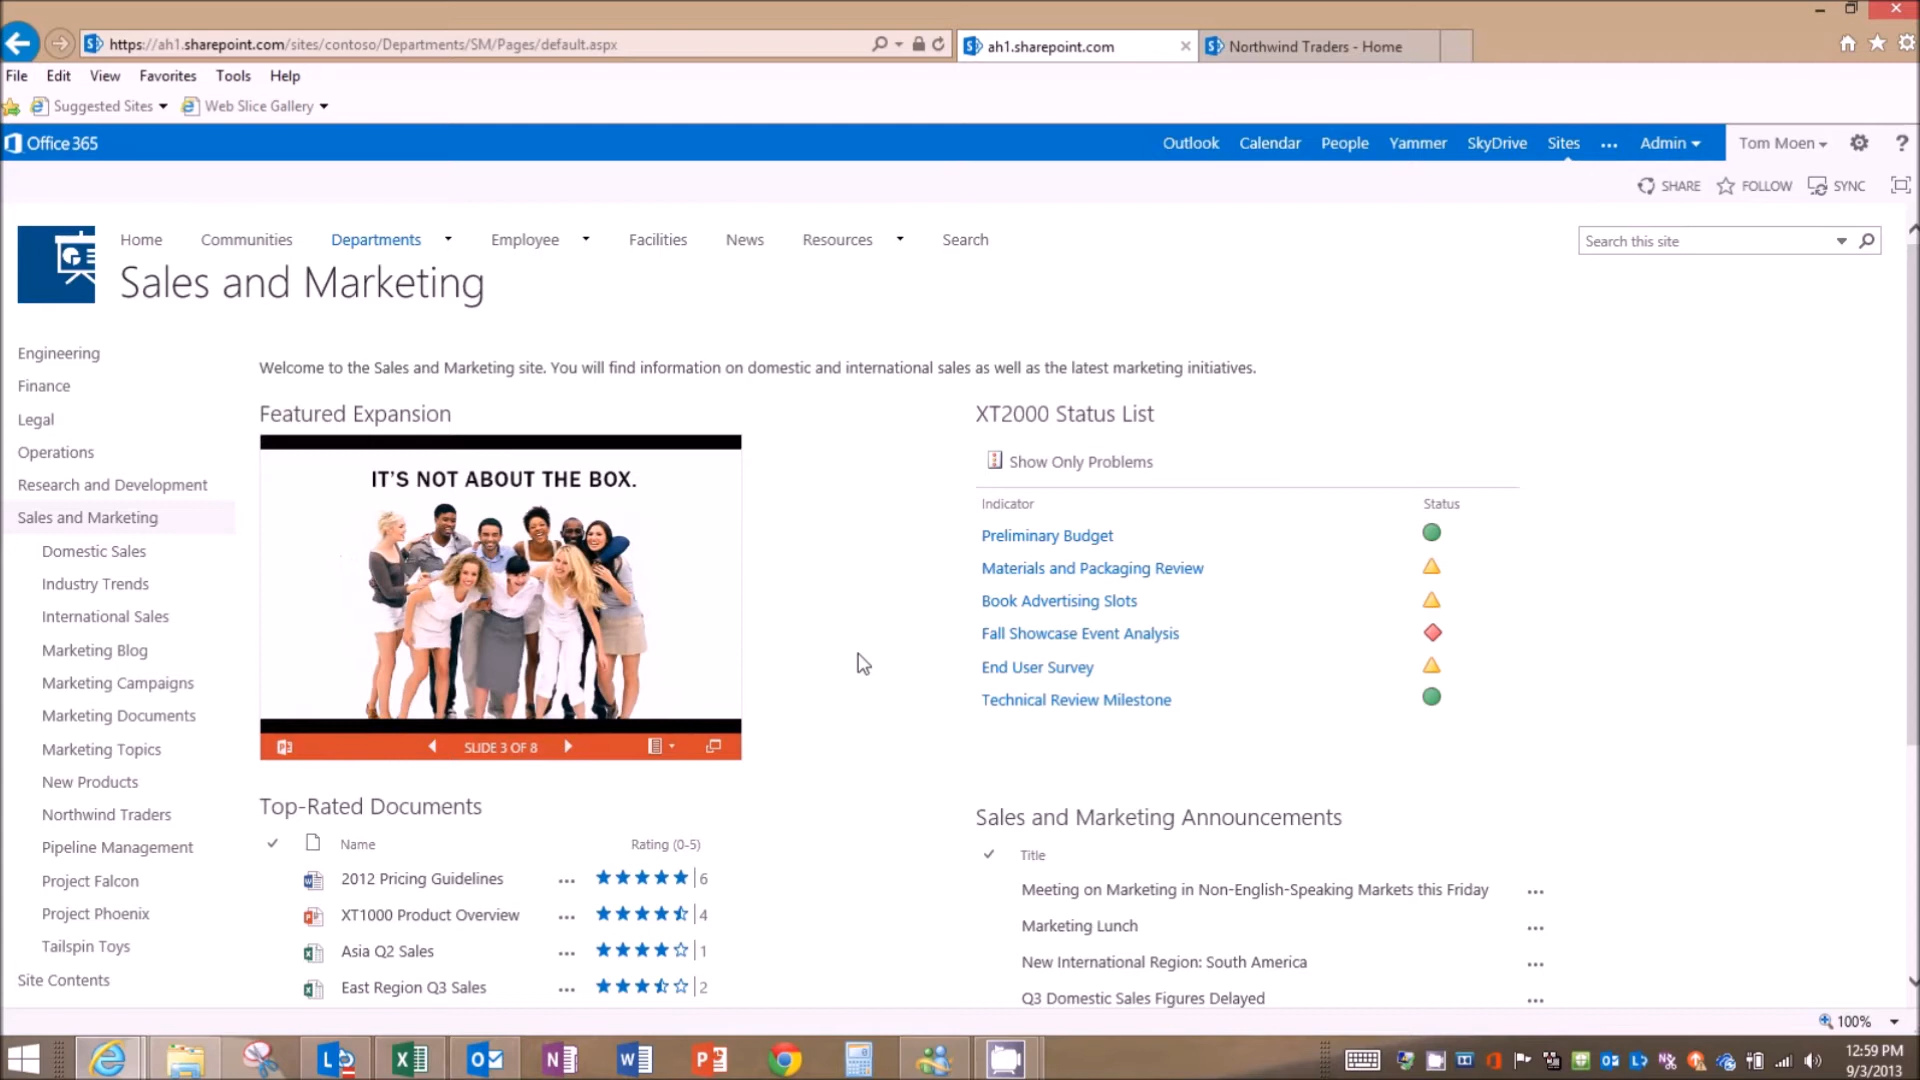 https://ah1.sharepoint.com/sites/contoso/Departments/SM/Pages/default.aspx
ah1.sharepoint.com
Northwind Traders - Home
File Edit View Favorites Tools Help
Suggested Sites Web Slice Gallery
Office 365
Outlook Calendar People Yammer SkyDrive Sites ... Admin Tom Moen ?
SHARE FOLLOW SYNC
Home Communities Departments Employee Facilities News Resources Search
Search this site
Sales and Marketing
Engineering
Finance
Legal
Operations
Research and Development
Sales and Marketing
Domestic Sales
Industry Trends
International Sales
Marketing Blog
Marketing Campaigns
Marketing Documents
Marketing Topics
New Products
Northwind Traders
Pipeline Management
Project Falcon
Project Phoenix
Tailspin Toys
Site Contents
Welcome to the Sales and Marketing site. You will find information on domestic and international sales as well as the latest marketing initiatives.
Featured Expansion
IT'S NOT ABOUT THE BOX.
SLIDE 3 OF 8
XT2000 Status List
Show Only Problems
Indicator Status
Preliminary Budget
Materials and Packaging Review
Book Advertising Slots
Fall Showcase Event Analysis
End User Survey
Technical Review Milestone
Top-Rated Documents
Name Rating (0-5)
2012 Pricing Guidelines ... 6
XT1000 Product Overview ... 4
Asia Q2 Sales ... 1
East Region Q3 Sales ... 2
Sales and Marketing Announcements
Title
Meeting on Marketing in Non-English-Speaking Markets this Friday ...
Marketing Lunch ...
New International Region: South America ...
Q3 Domestic Sales Figures Delayed ...
100%
12:59 PM
9/3/2013